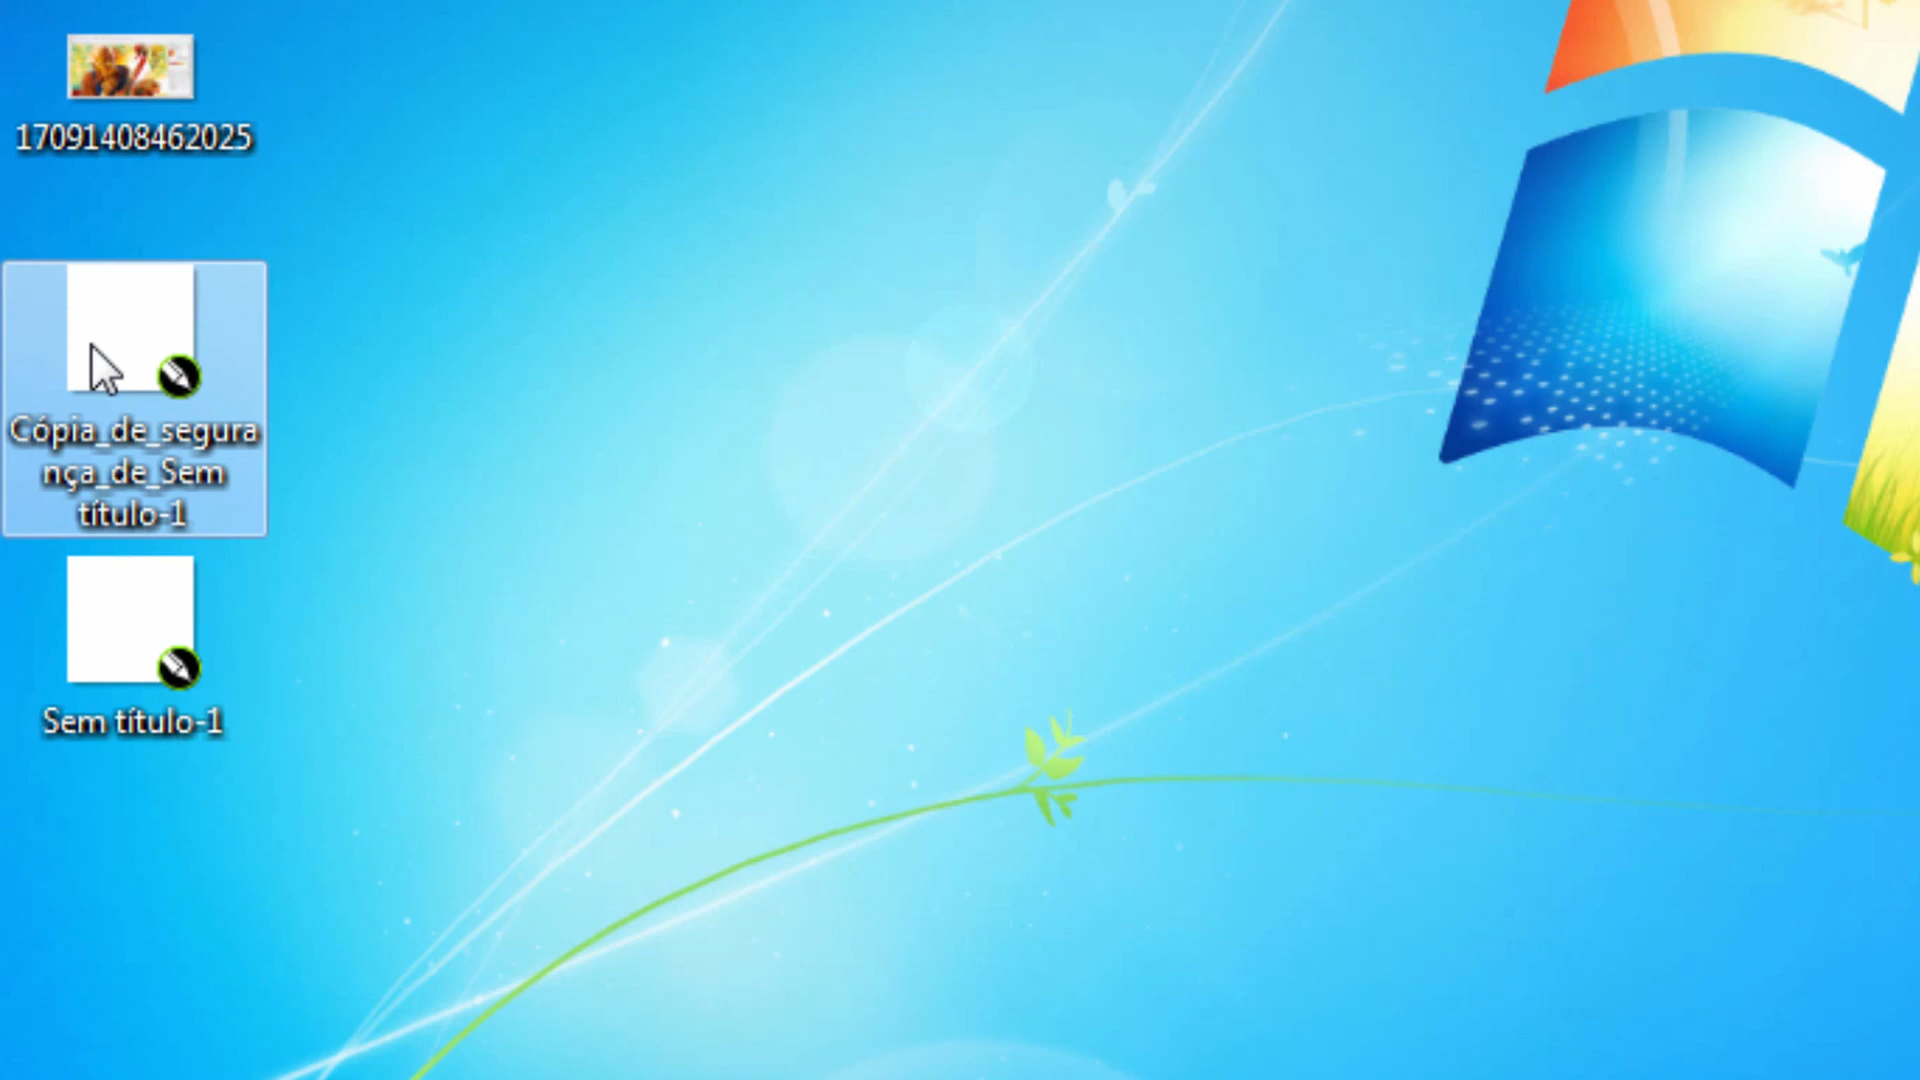 17091408462025
Cópia_de_segura
nça_de_Sem
título-1
Sem título-1